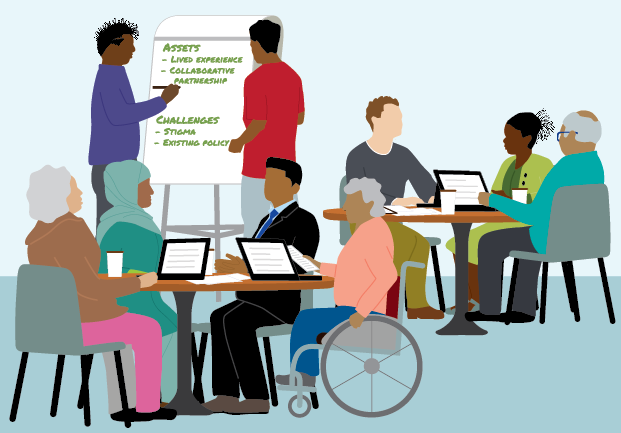 Assets
- Lived experience
- Collaborative
partnership
Challenges
- Stigma
- Existing policy